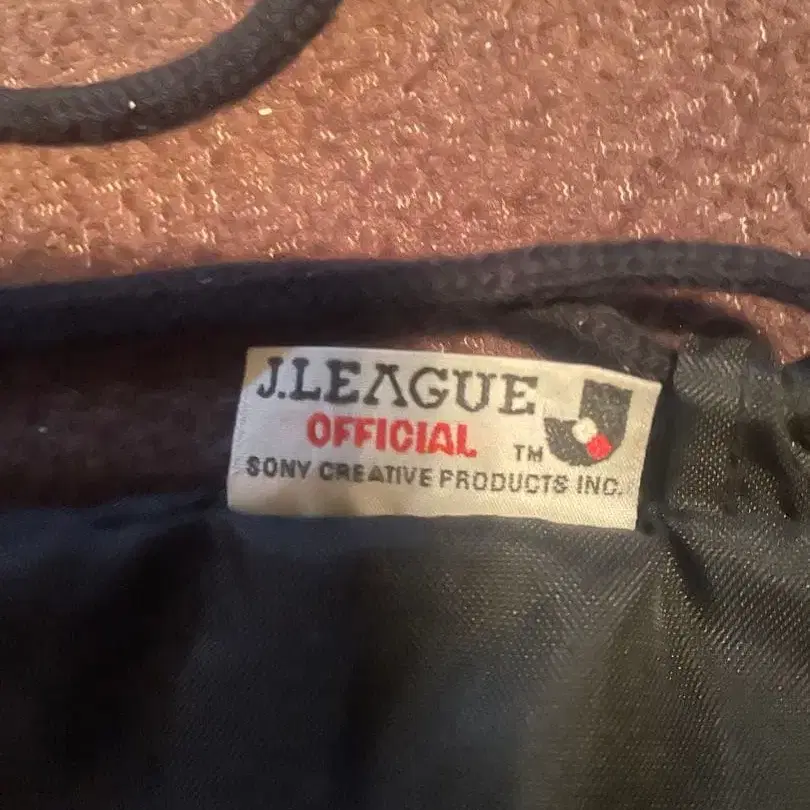 J.LEAGUE
OFFICIAL TM
SONY CREATIVE PRODUCTS INC.